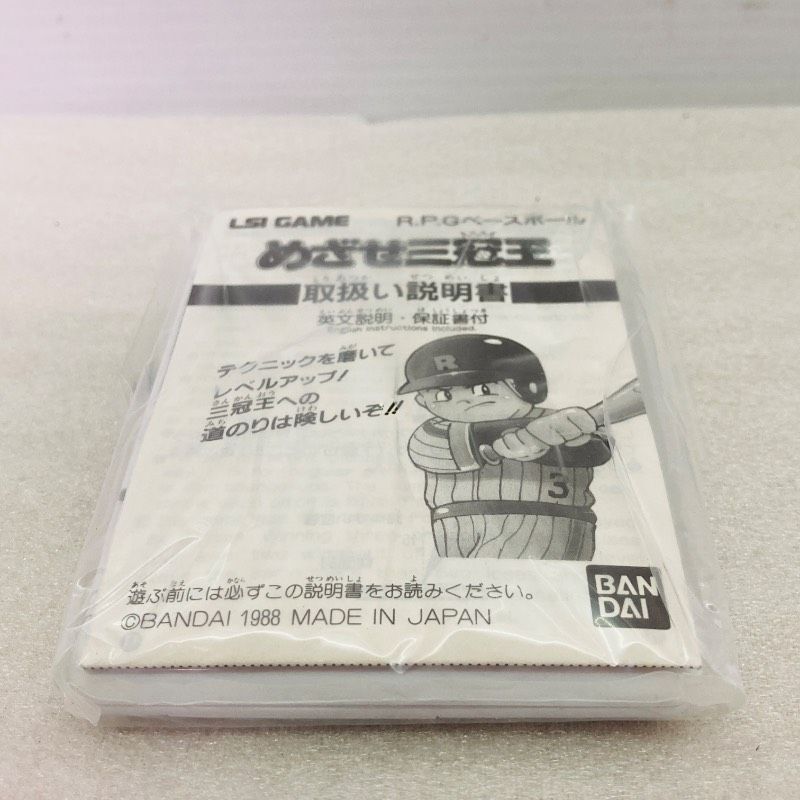 LSI GAME R.P.Gベースボール
めざせ三冠王
取扱い説明書
英文説明・保証書付
English instructions included.
テクニックを磨いて
レベルアップ!
三冠王への
道のりは険しいぞ!!
R
3
遊ぶ前には必ずこの説明書をお読みください。
©BANDAI 1988 MADE IN JAPAN
BAN
DAI